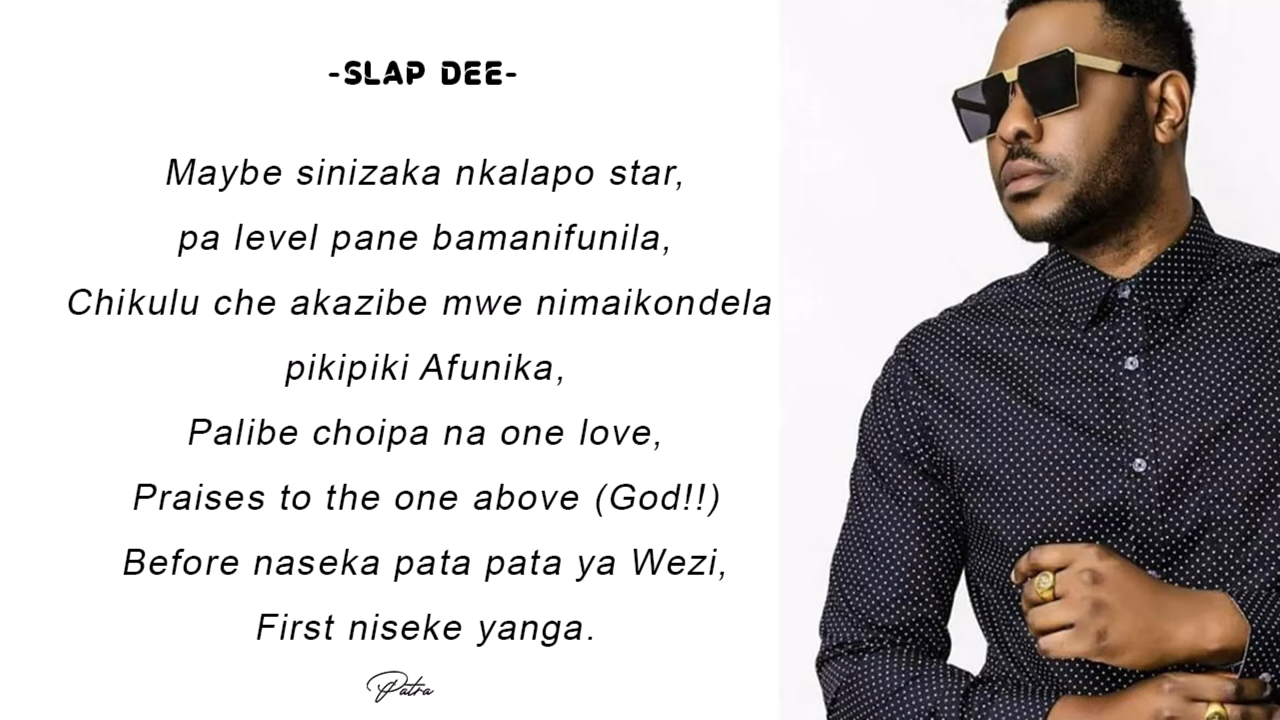 -SLAP DEE-
Maybe sinizaka nkalapo star,
pa level pane bamanifunila,
Chikulu che akazibe mwe nimaikondela
pikipiki Afunika,
Palibe choipa na one love,
Praises to the one above (God!!)
Before naseka pata pata ya Wezi,
First niseke yanga.
Patra